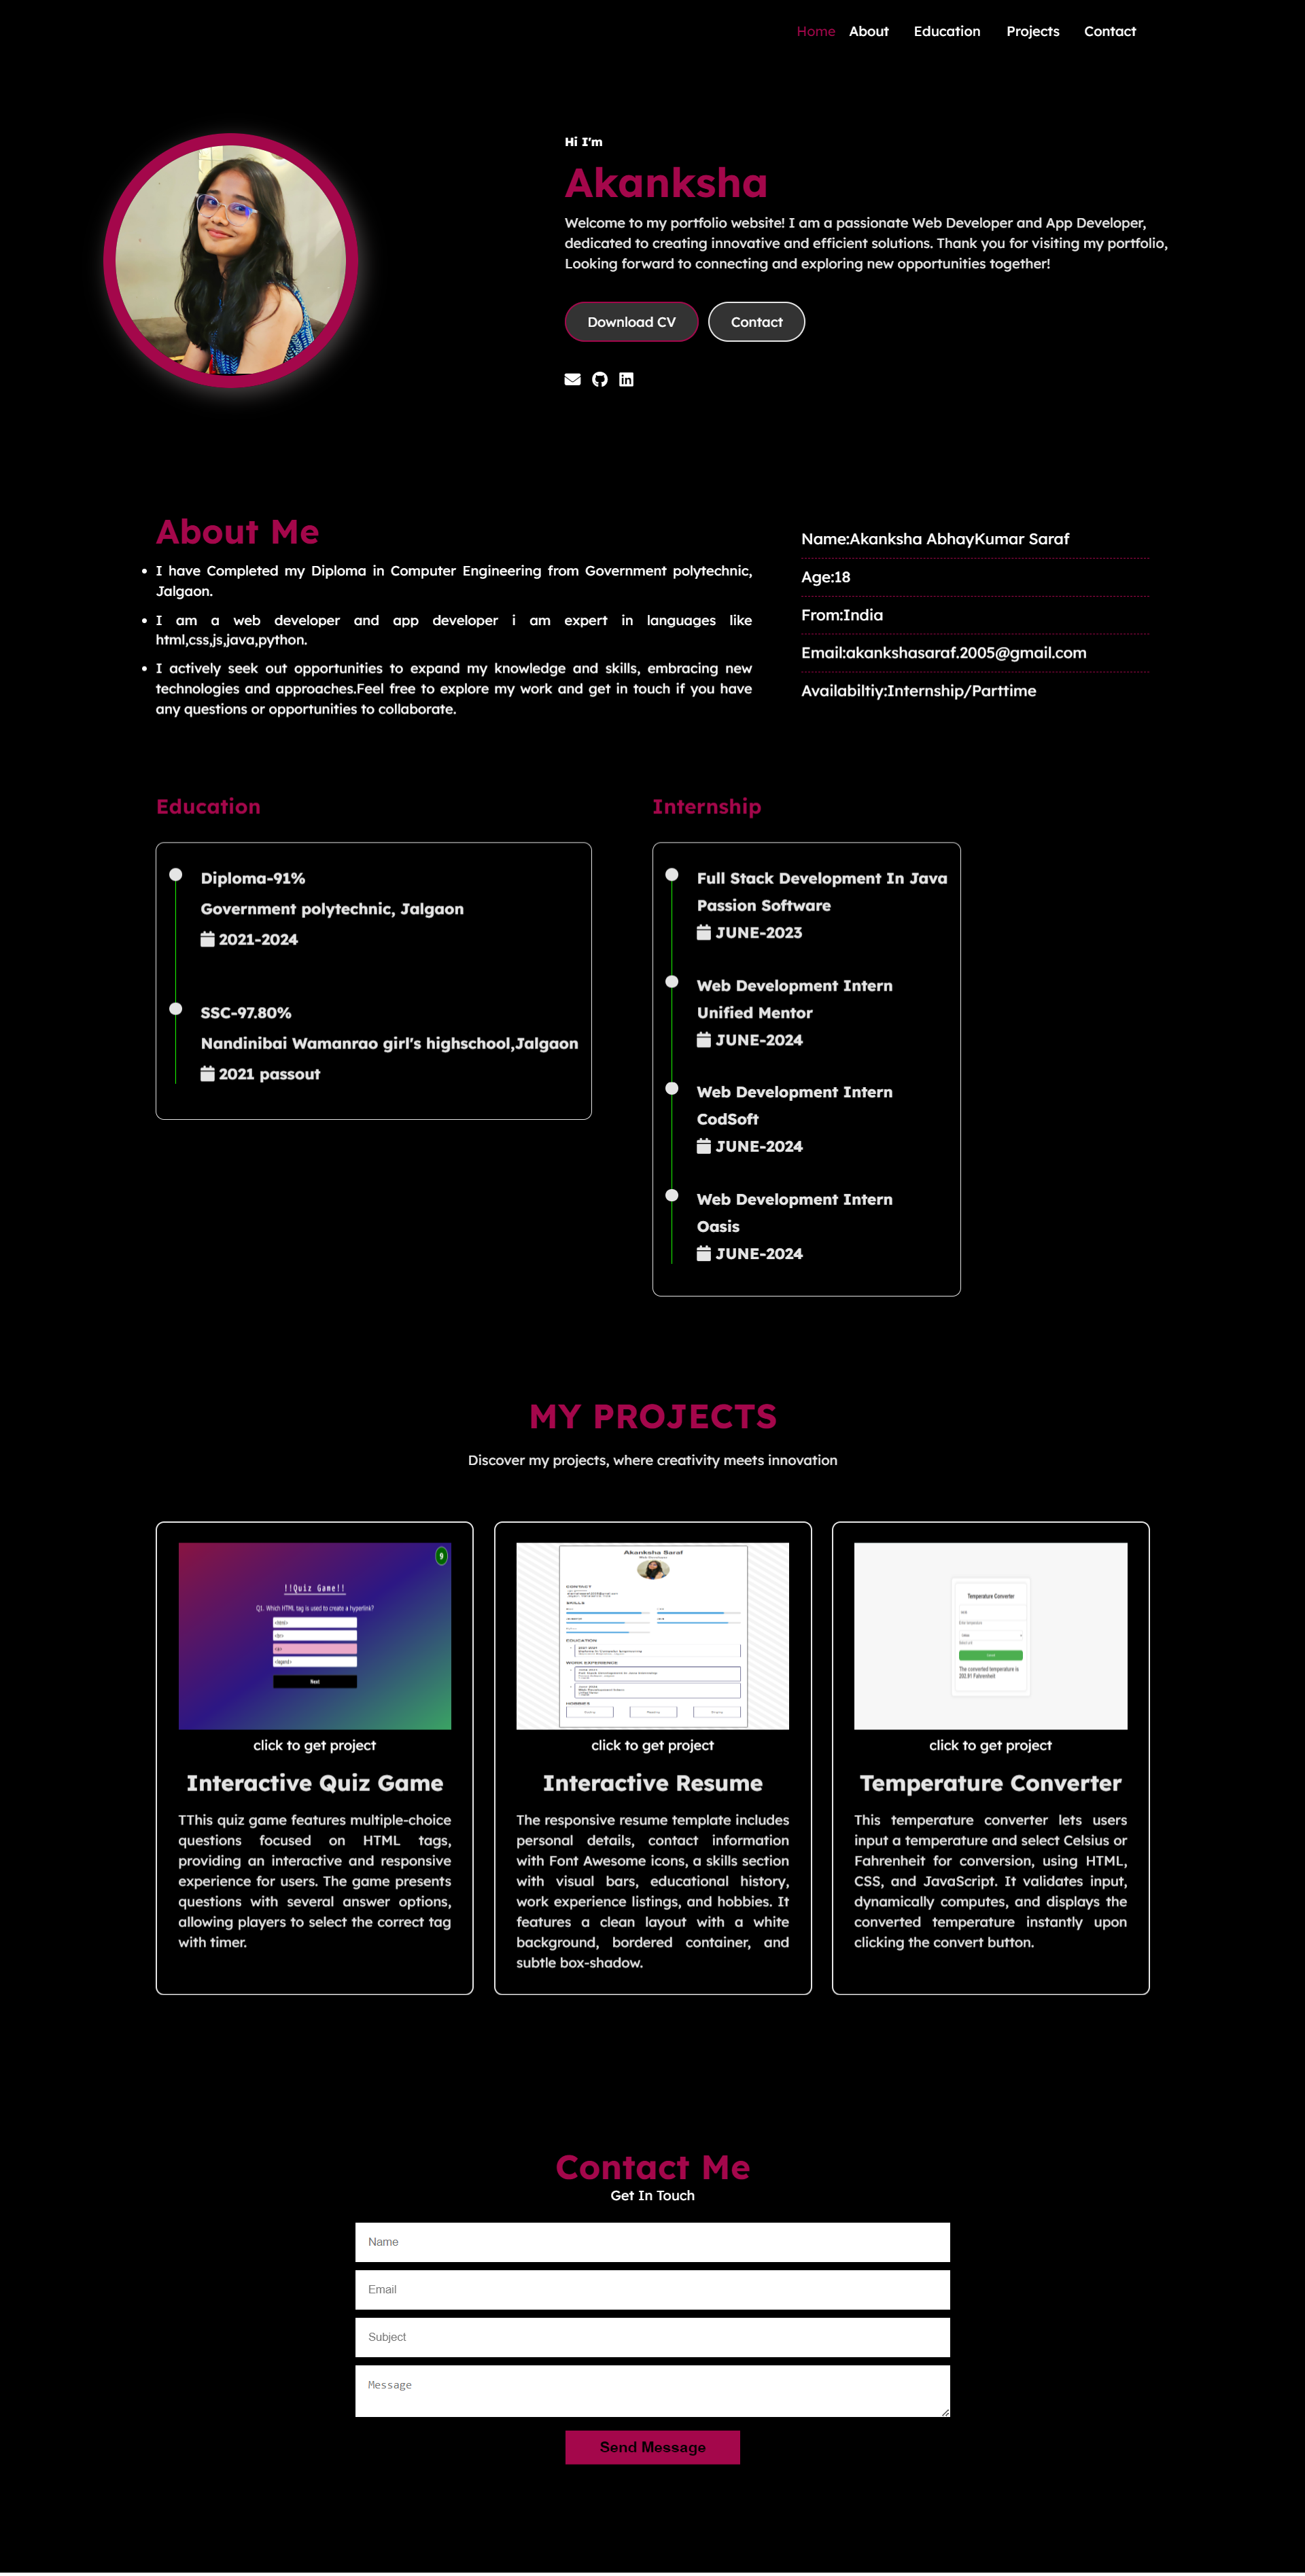 Home About Education Projects Contact
Hi I'm
Akanksha
Welcome to my portfolio website! I am a passionate Web Developer and App Developer,
dedicated to creating innovative and efficient solutions. Thank you for visiting my portfolio,
Looking forward to connecting and exploring new opportunities together!
Download CV Contact
About Me
• I have Completed my Diploma in Computer Engineering from Government polytechnic,
Jalgaon.
• I am a web developer and app developer i am expert in languages like
html,css,js,java,python.
• I actively seek out opportunities to expand my knowledge and skills, embracing new
technologies and approaches.Feel free to explore my work and get in touch if you have
any questions or opportunities to collaborate.
Name:Akanksha AbhayKumar Saraf
Age:18
From:India
Email:akankshasaraf.2005@gmail.com
Availabiltiy:Internship/Parttime
Education
Diploma-91%
Government polytechnic, Jalgaon
2021-2024
SSC-97.80%
Nandinibai Wamanrao girl's highschool,Jalgaon
2021 passout
Internship
Full Stack Development In Java
Passion Software
JUNE-2023
Web Development Intern
Unified Mentor
JUNE-2024
Web Development Intern
CodSoft
JUNE-2024
Web Development Intern
Oasis
JUNE-2024
MY PROJECTS
Discover my projects, where creativity meets innovation
9
!!Quiz Game!!
Q1. Which HTML tag is used to create a hyperlink?
<legend>
Next
click to get project
Interactive Quiz Game
TThis quiz game features multiple-choice
questions focused on HTML tags,
providing an interactive and responsive
experience for users. The game presents
questions with several answer options,
allowing players to select the correct tag
with timer.
Akanksha Saraf
CONTACT
SKILLS
EDUCATION
WORK EXPERIENCE
HOBBIES
click to get project
Interactive Resume
The responsive resume template includes
personal details, contact information
with Font Awesome icons, a skills section
with visual bars, educational history,
work experience listings, and hobbies. It
features a clean layout with a white
background, bordered container, and
subtle box-shadow.
Temperature Converter
The converted temperature is
Fahrenheit
click to get project
Temperature Converter
This temperature converter lets users
input a temperature and select Celsius or
Fahrenheit for conversion, using HTML,
CSS, and JavaScript. It validates input,
dynamically computes, and displays the
converted temperature instantly upon
clicking the convert button.
Contact Me
Get In Touch
Name
Email
Subject
Message
Send Message